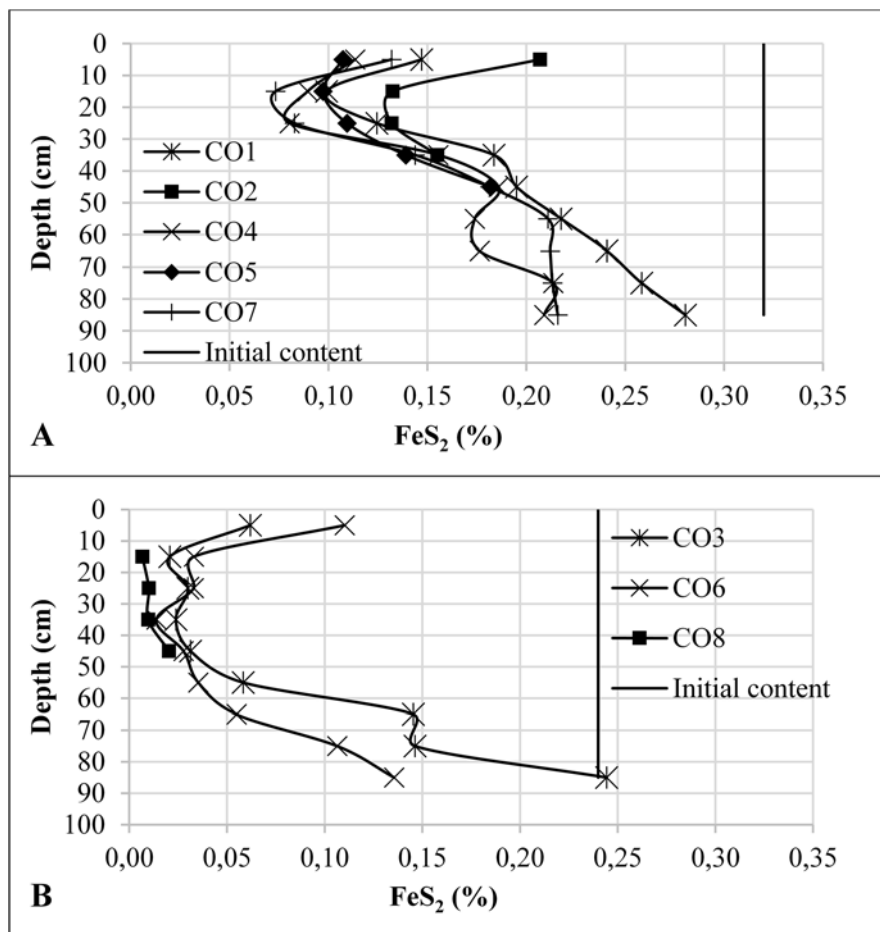 0
10
20
30
40
50
60
70
80
90
100
Depth (cm)
CO1
CO2
CO4
CO5
CO7
Initial content
0,00 0,05 0,10 0,15 0,20 0,25 0,30 0,35
A
FeS₂ (%)
0
10
20
30
40
50
60
70
80
90
100
Depth (cm)
CO3
CO6
CO8
Initial content
0,00 0,05 0,10 0,15 0,20 0,25 0,30 0,35
B
FeS₂ (%)